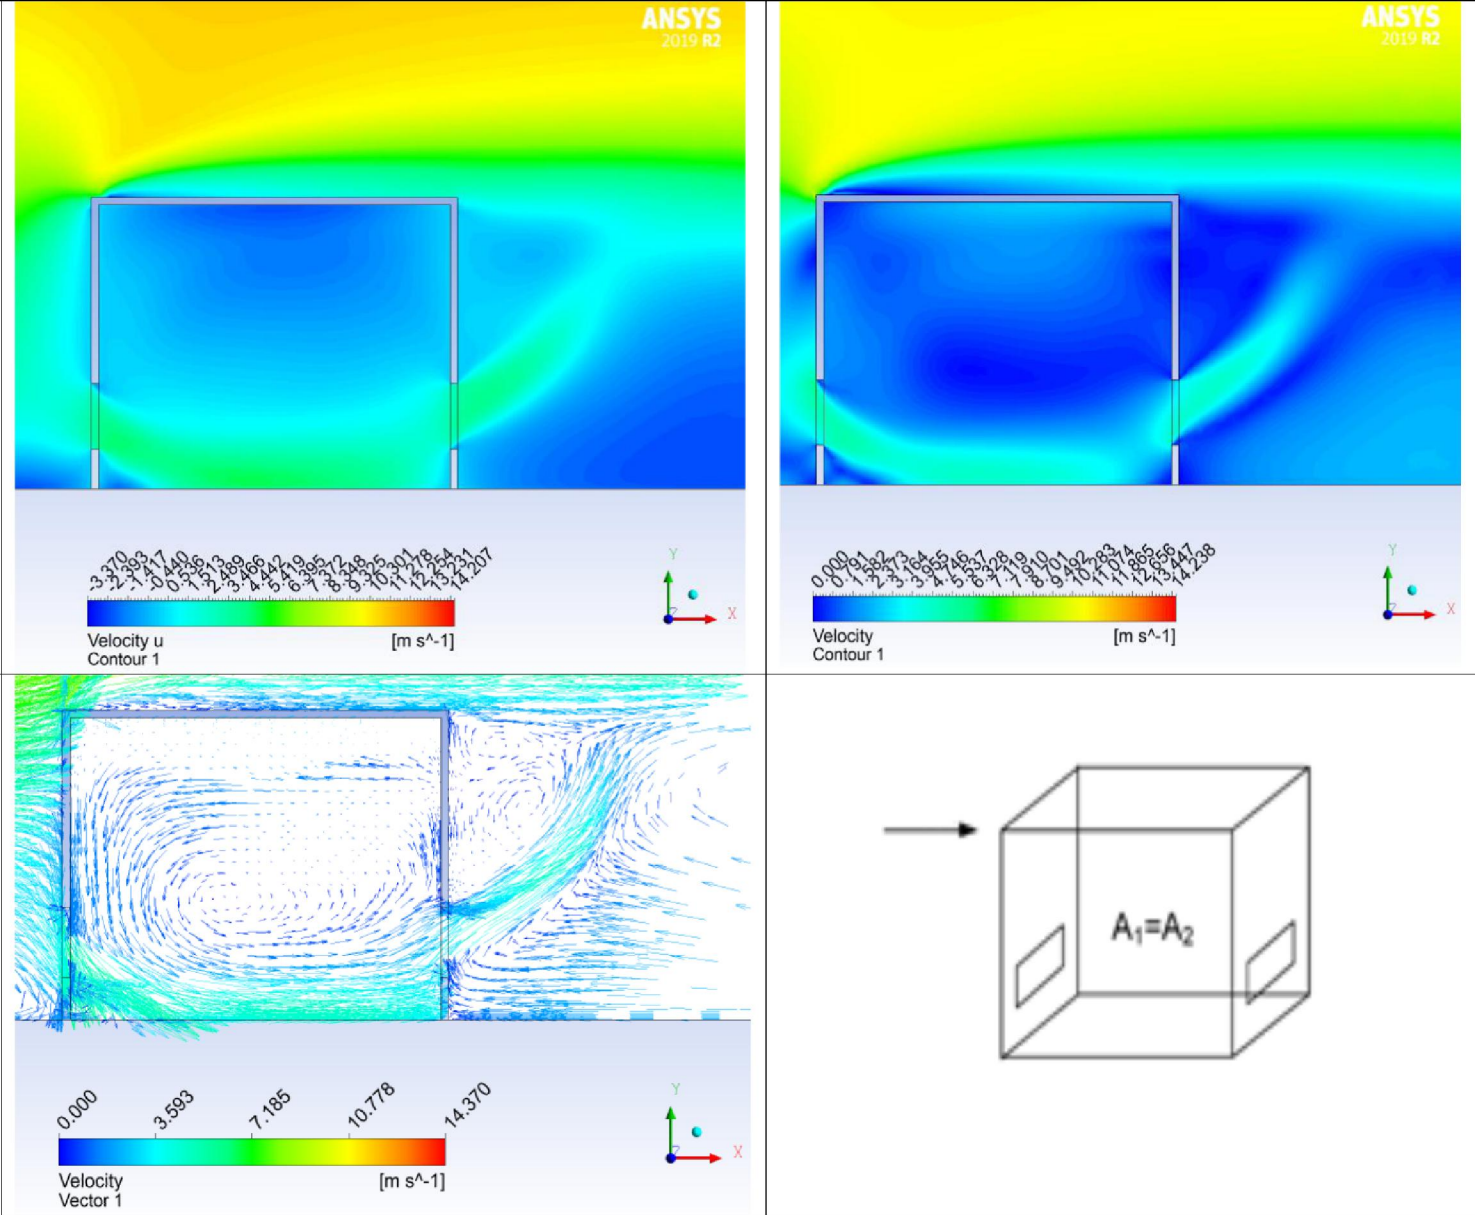 ANSYS
2019 R2
-3.370 -2.393 -1.417 -0.440 0.536 1.513 2.489 3.466 4.442 5.419 6.395 7.372 8.348 9.325 10.301 11.278 12.254 13.231 14.207
Y
Z
X
Velocity u
[m s^-1]
Contour 1
ANSYS
2019 R2
0.000 0.791 1.582 2.373 3.164 3.955 4.746 5.537 6.328 7.119 7.910 8.701 9.492 10.283 11.074 11.865 12.656 13.447 14.238
Y
Z
X
Velocity
[m s^-1]
Contour 1
0.000 3.593 7.185 10.778 14.370
Y
Z
X
Velocity
[m s^-1]
Vector 1
A₁=A₂